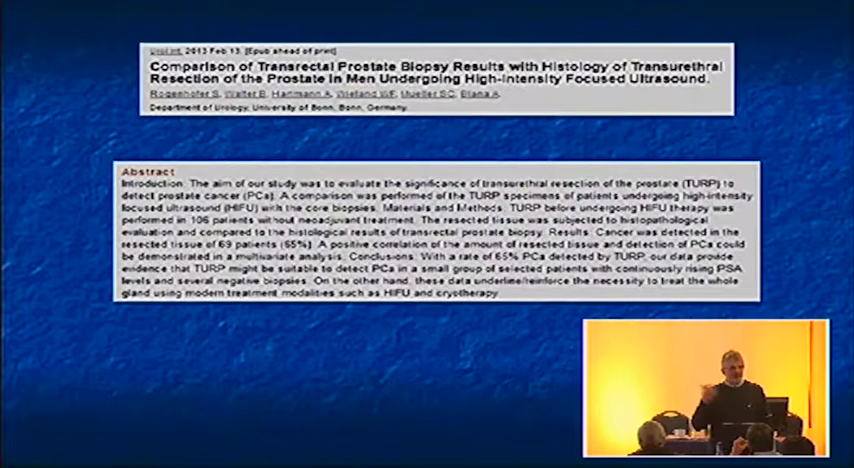 Urol Int. 2013 Feb 13. [Epub ahead of print]
Comparison of Transrectal Prostate Biopsy Results with Histology of Transurethral
Resection of the Prostate in Men Undergoing High-Intensity Focused Ultrasound.
Rogenhofer S, Walter B, Hartmann A, Wieland WF, Mueller SC, Blana A.
Department of Urology, University of Bonn, Bonn, Germany.
Abstract
Introduction: The aim of our study was to evaluate the significance of transurethral resection of the prostate (TURP) to
detect prostate cancer (PCa). A comparison was performed of the TURP specimens of patients undergoing high-intensity
focused ultrasound (HIFU) with the core biopsies. Materials and Methods: TURP before undergoing HIFU therapy was
performed in 106 patients without neoadjuvant treatment. The resected tissue was subjected to histopathological
evaluation and compared to the histological results of transrectal prostate biopsy. Results: Cancer was detected in the
resected tissue of 69 patients (65%). A positive correlation of the amount of resected tissue and detection of PCa could
be demonstrated in a multivariate analysis. Conclusions: With a rate of 65% PCa detected by TURP, our data provide
evidence that TURP might be suitable to detect PCa in a small group of selected patients with continuously rising PSA
levels and several negative biopsies. On the other hand, these data underline/reinforce the necessity to treat the whole
gland using modern treatment modalities such as HIFU and cryotherapy